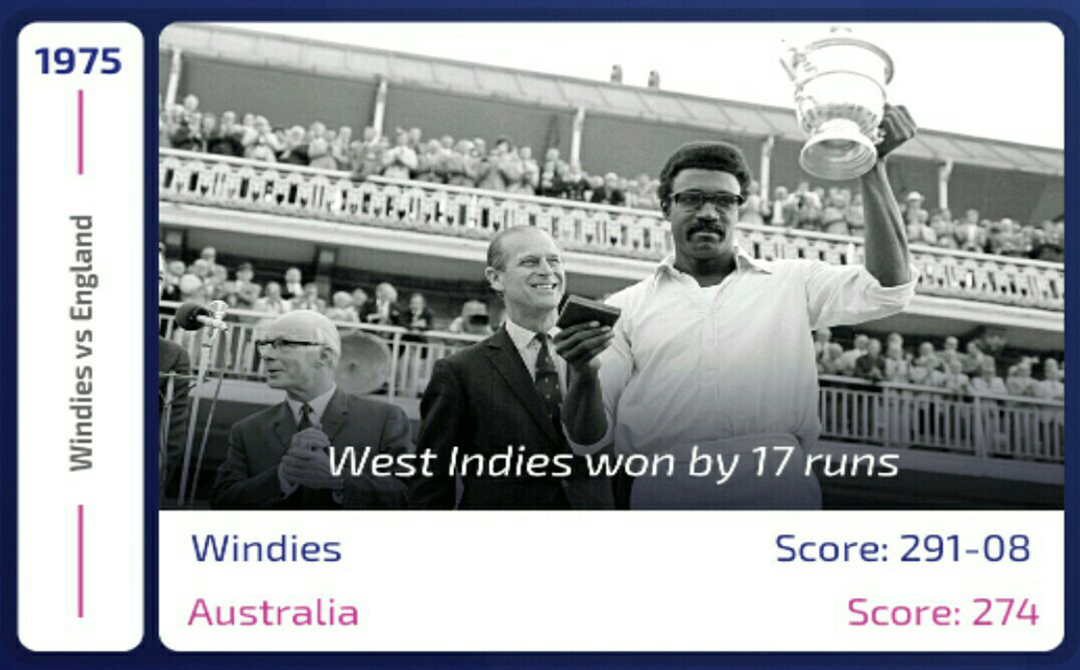 1975
Windies vs England
West Indies won by 17 runs
Windies Score: 291-08
Australia Score: 274